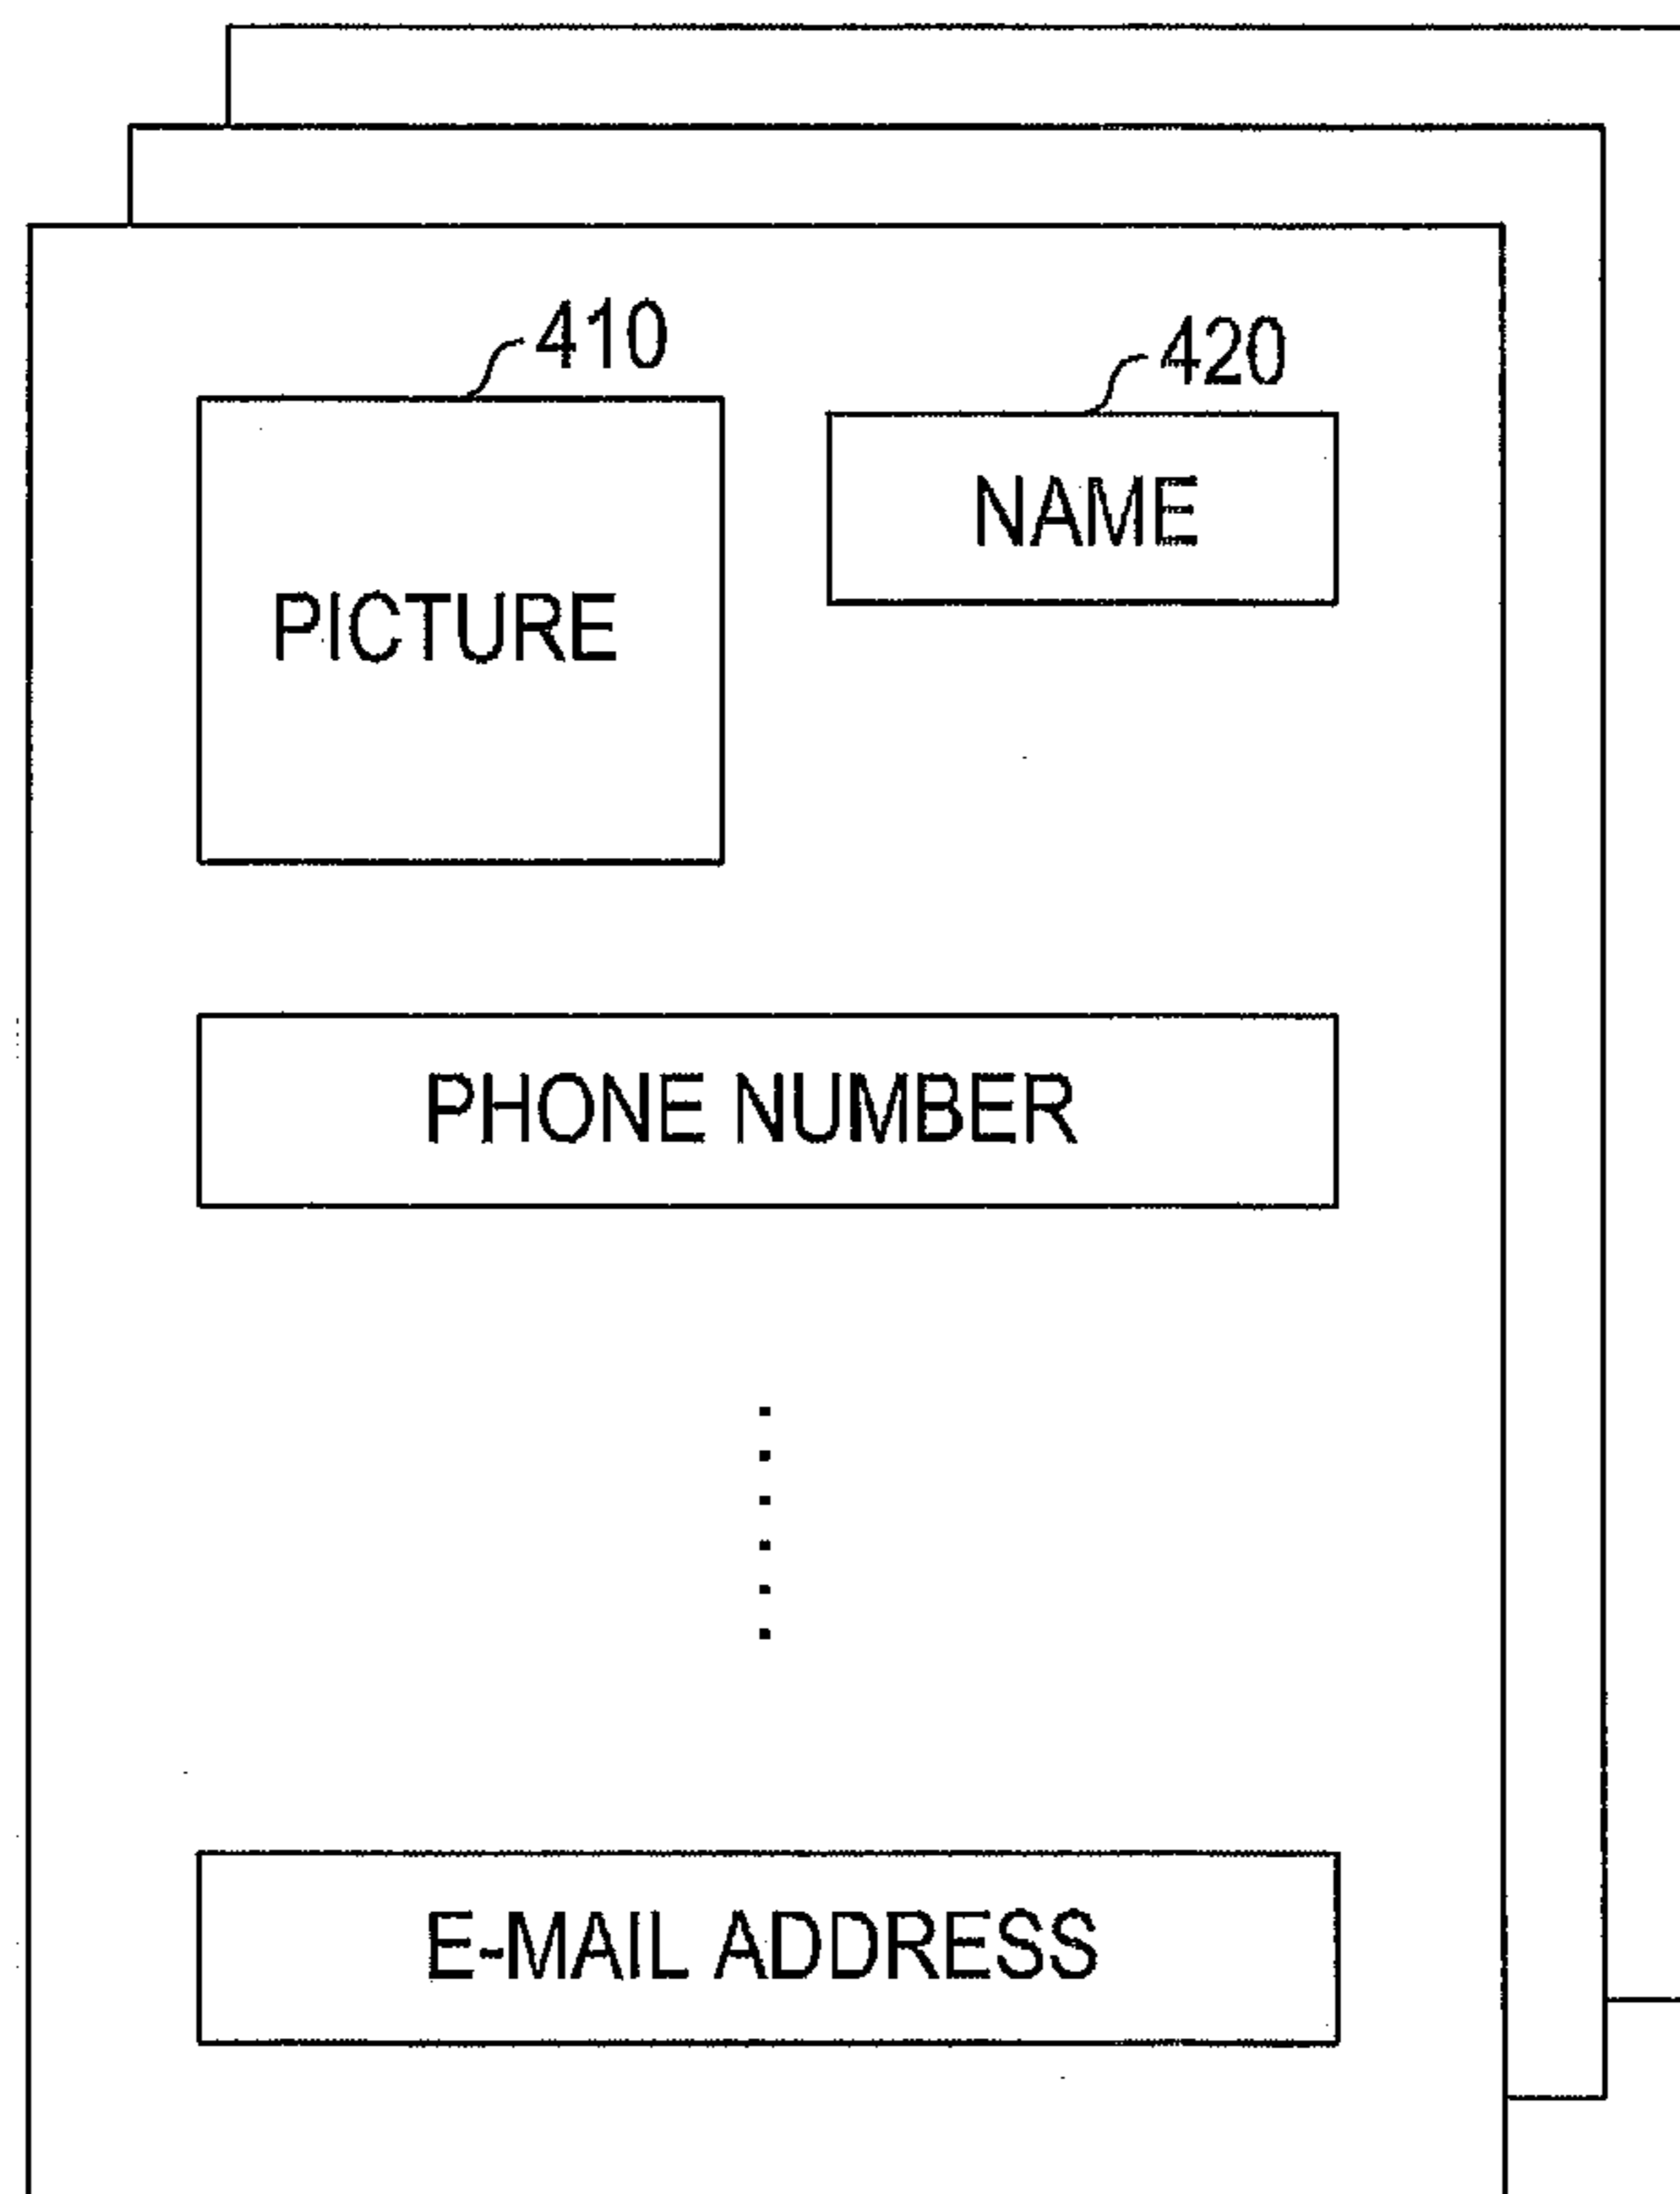 410
420
PICTURE
NAME
PHONE NUMBER
E-MAIL ADDRESS